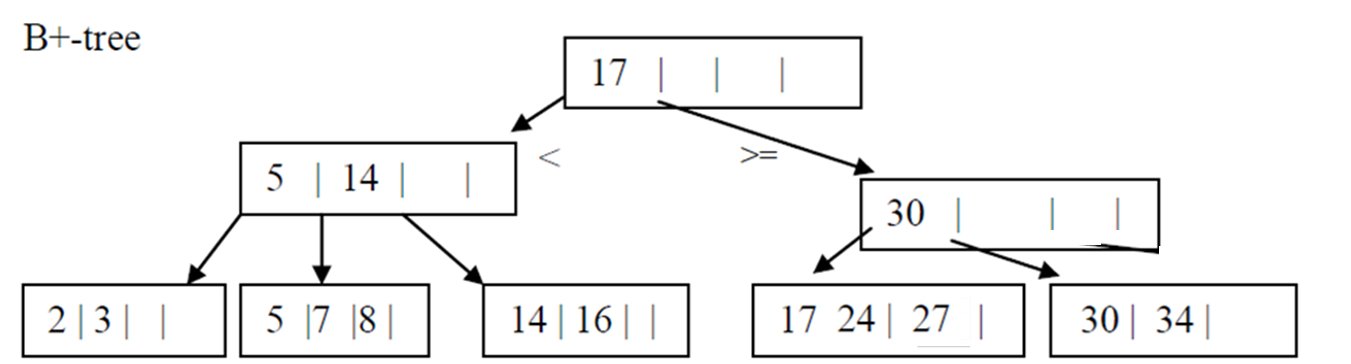 B+-tree
17 | | |
< >=
5 | 14 | |
30 | | |
2 | 3 | |
5 |7 |8 |
14 | 16 | |
17 24 | 27 |
30 | 34 |